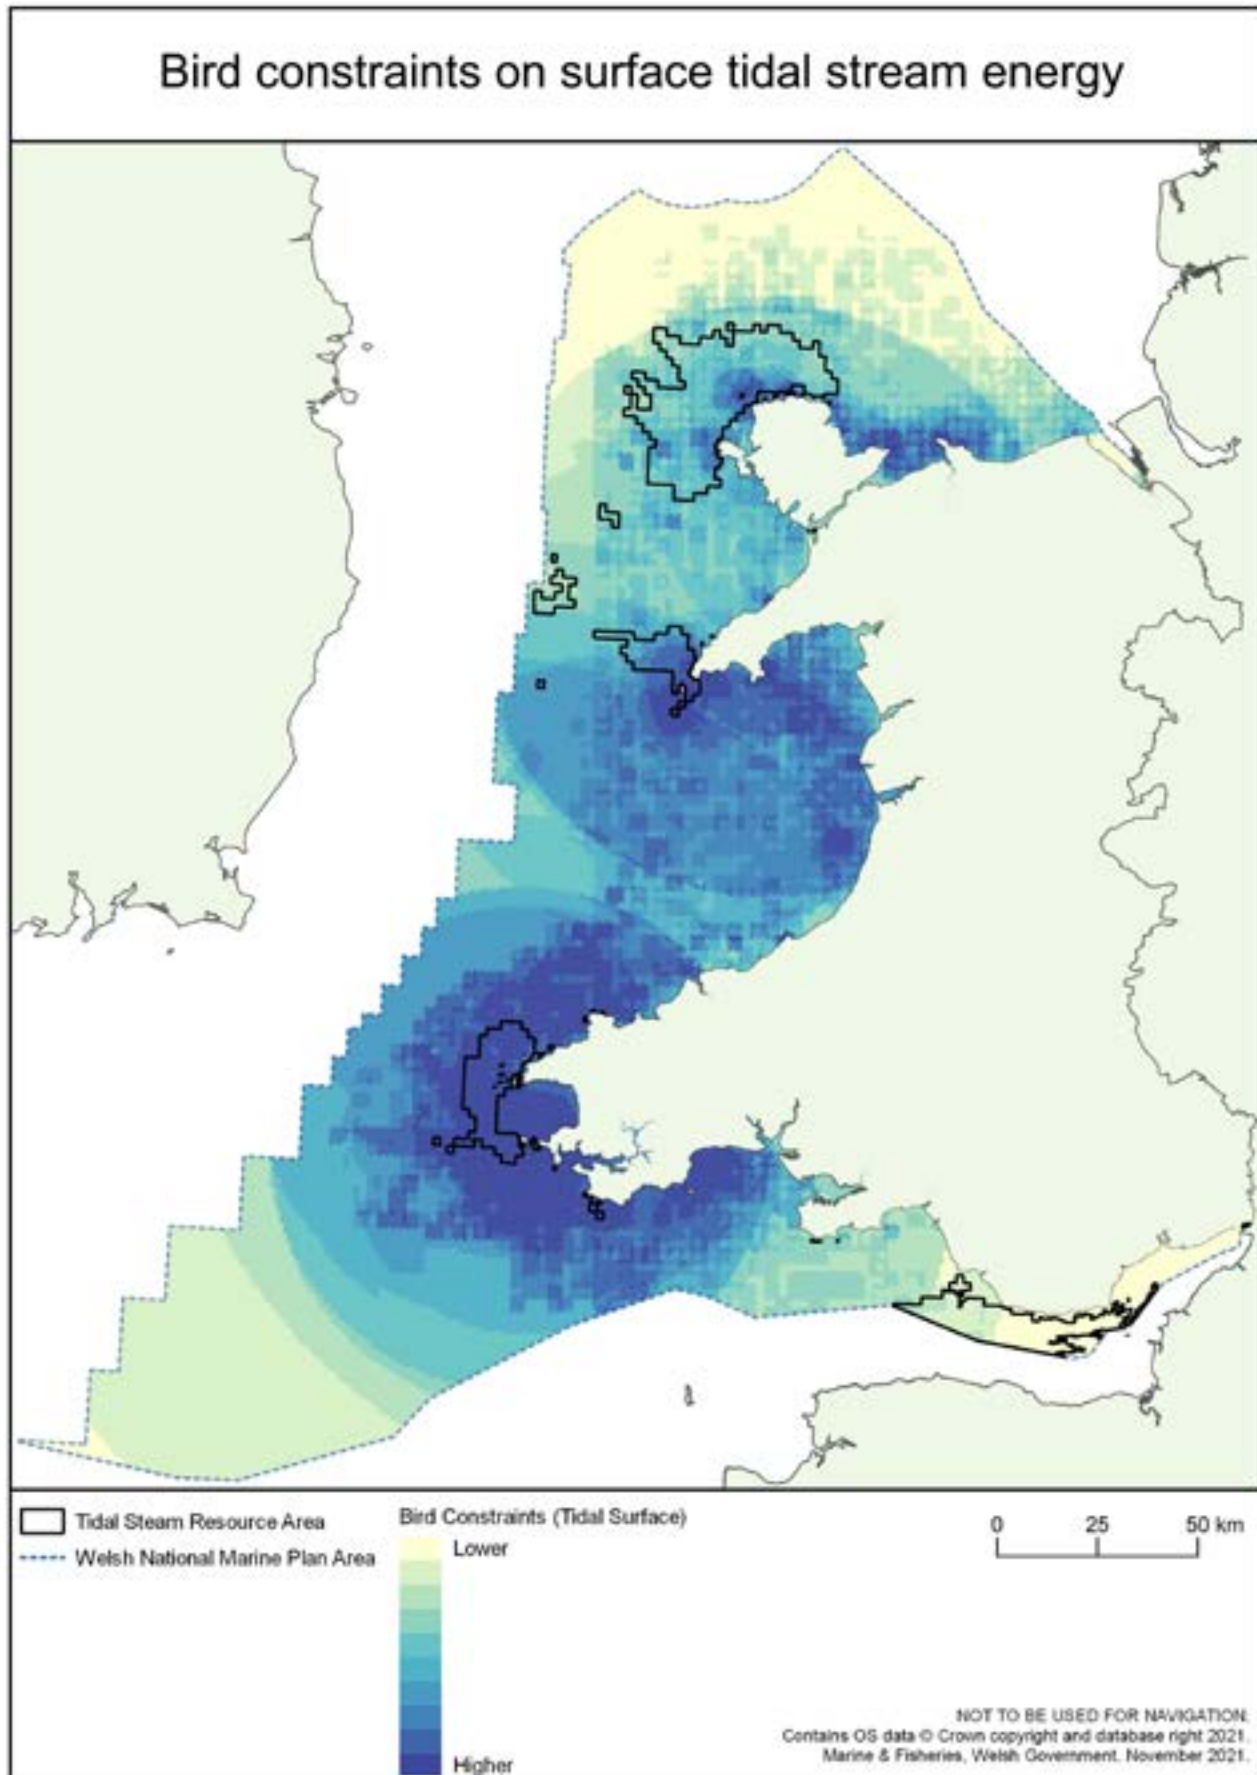 Bird constraints on surface tidal stream energy
Tidal Steam Resource Area
Welsh National Marine Plan Area
Bird Constraints (Tidal Surface)
Lower
Higher
0 25 50 km
NOT TO BE USED FOR NAVIGATION.
Contains OS data © Crown copyright and database right 2021.
Marine & Fisheries, Welsh Government. November 2021.